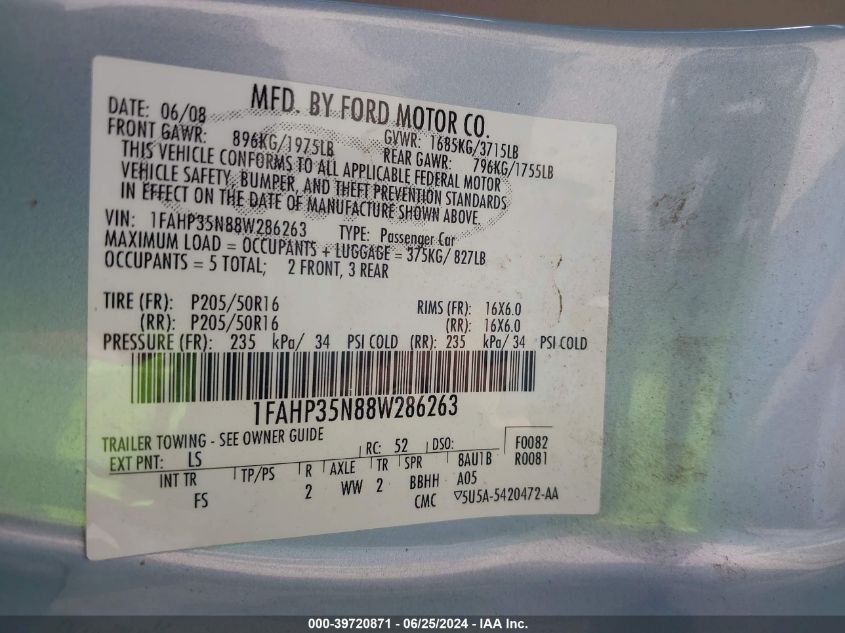 MFD. BY FORD MOTOR CO.
DATE: 06/08 GVWR: 1685KG/3715LB
FRONT GAWR: 896KG/1975LB REAR GAWR: 796KG/1755LB
THIS VEHICLE CONFORMS TO ALL APPLICABLE FEDERAL MOTOR
VEHICLE SAFETY, BUMPER, AND THEFT PREVENTION STANDARDS
IN EFFECT ON THE DATE OF MANUFACTURE SHOWN ABOVE.
VIN: 1FAHP35N88W286263 TYPE: Passenger Car
MAXIMUM LOAD = OCCUPANTS + LUGGAGE = 375KG/ 827LB
OCCUPANTS = 5 TOTAL; 2 FRONT, 3 REAR
TIRE (FR): P205/50R16 RIMS (FR): 16X6.0
(RR): P205/50R16 (RR): 16X6.0
PRESSURE (FR): 235 kPa/ 34 PSI COLD (RR): 235 kPa/ 34 PSI COLD
1FAHP35N88W286263
TRAILER TOWING - SEE OWNER GUIDE
EXT PNT: LS RC: 52 DSO: F0082
INT TR TP/PS R AXLE TR SPR 8AU1B R0081
FS 2 WW 2 BBHH A05
CMC 5U5A-5420472-AA
000-39720871 - 06/25/2024 - IAA Inc.